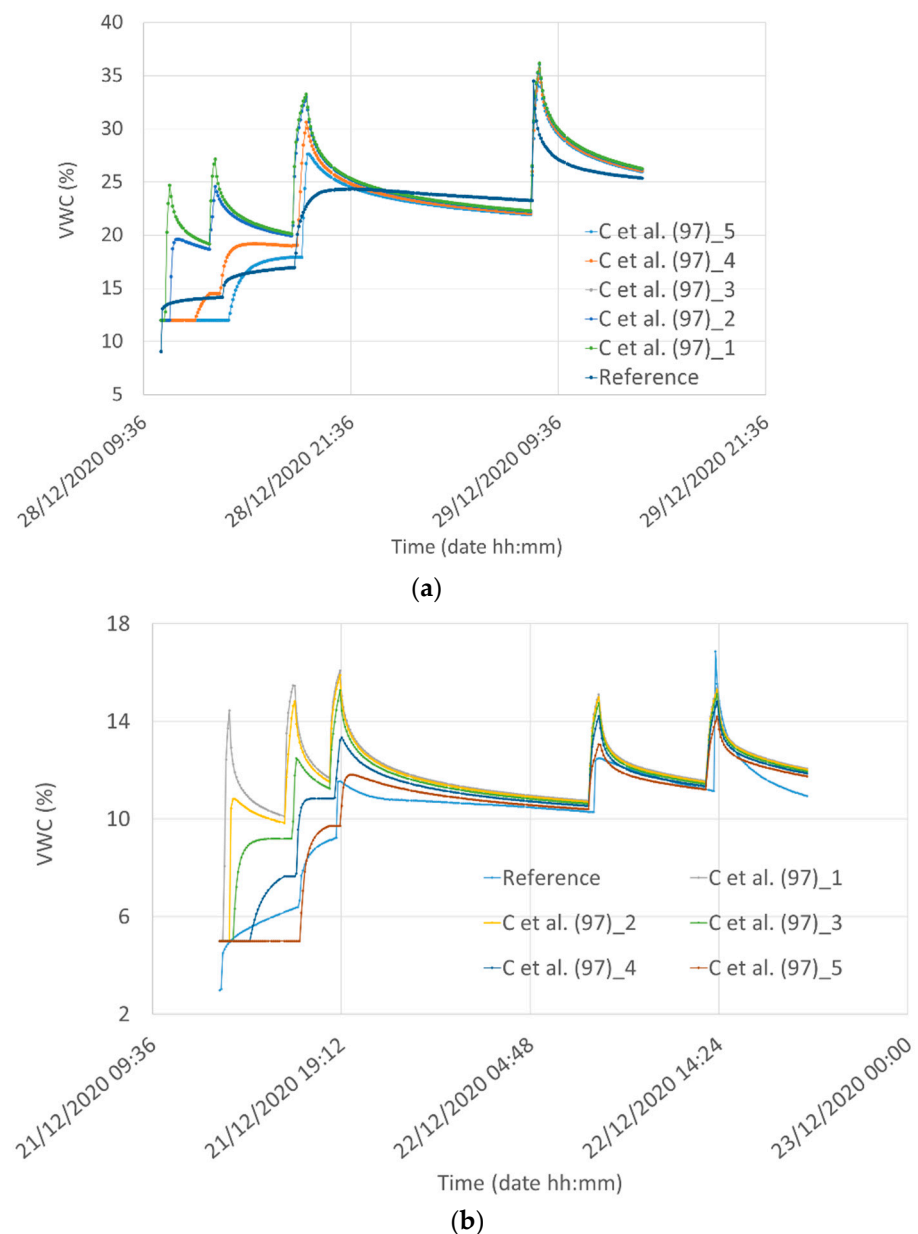 40
35
30
25
20
15
10
5
VWC (%)
C et al. (97)_5
C et al. (97)_4
C et al. (97)_3
C et al. (97)_2
C et al. (97)_1
Reference
28/12/2020 09:36
28/12/2020 21:36
29/12/2020 09:36
29/12/2020 21:36
Time (date hh:mm)
(a)
18
14
10
6
2
VWC (%)
Reference C et al. (97)_1
C et al. (97)_2 C et al. (97)_3
C et al. (97)_4 C et al. (97)_5
21/12/2020 09:36
21/12/2020 19:12
22/12/2020 04:48
22/12/2020 14:24
23/12/2020 00:00
Time (date hh:mm)
(b)